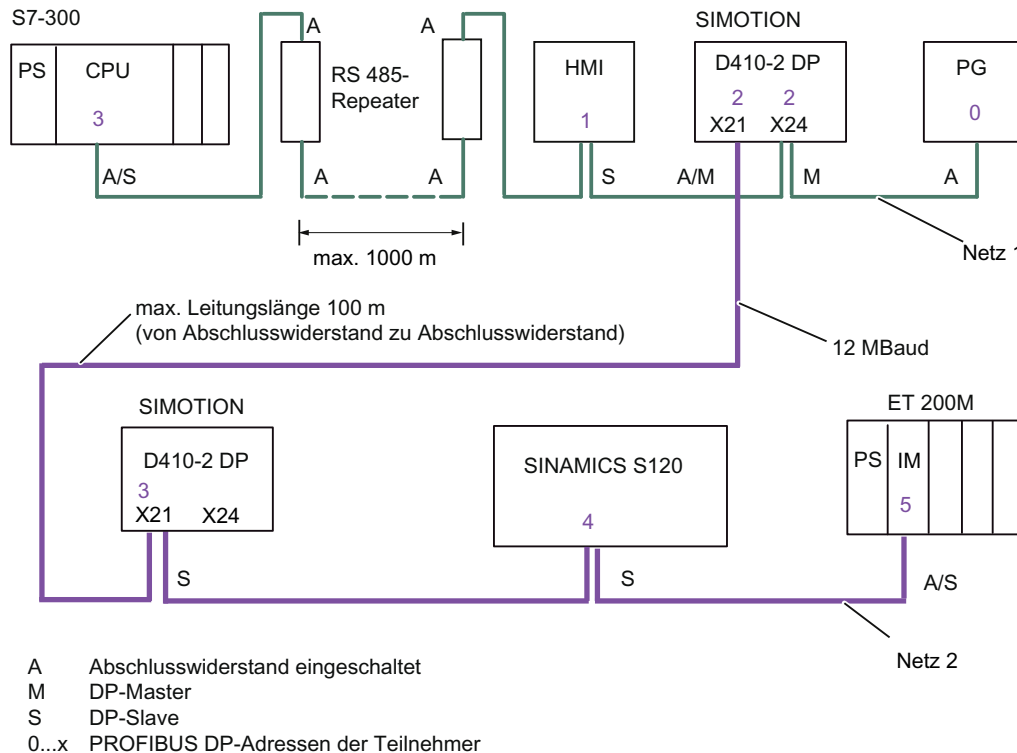 S7-300
SIMOTION
PS
CPU
3
A
A
RS 485-
Repeater
HMI
1
D410-2 DP
2
2
X21
X24
PG
0
A/S
A
A
S
A/M
M
A
max. 1000 m
Netz 1
max. Leitungslänge 100 m
(von Abschlusswiderstand zu Abschlusswiderstand)
12 MBaud
SIMOTION
D410-2 DP
3
X21
X24
SINAMICS S120
4
ET 200M
PS
IM
5
S
S
A/S
Netz 2
A Abschlusswiderstand eingeschaltet
M DP-Master
S DP-Slave
0...x PROFIBUS DP-Adressen der Teilnehmer